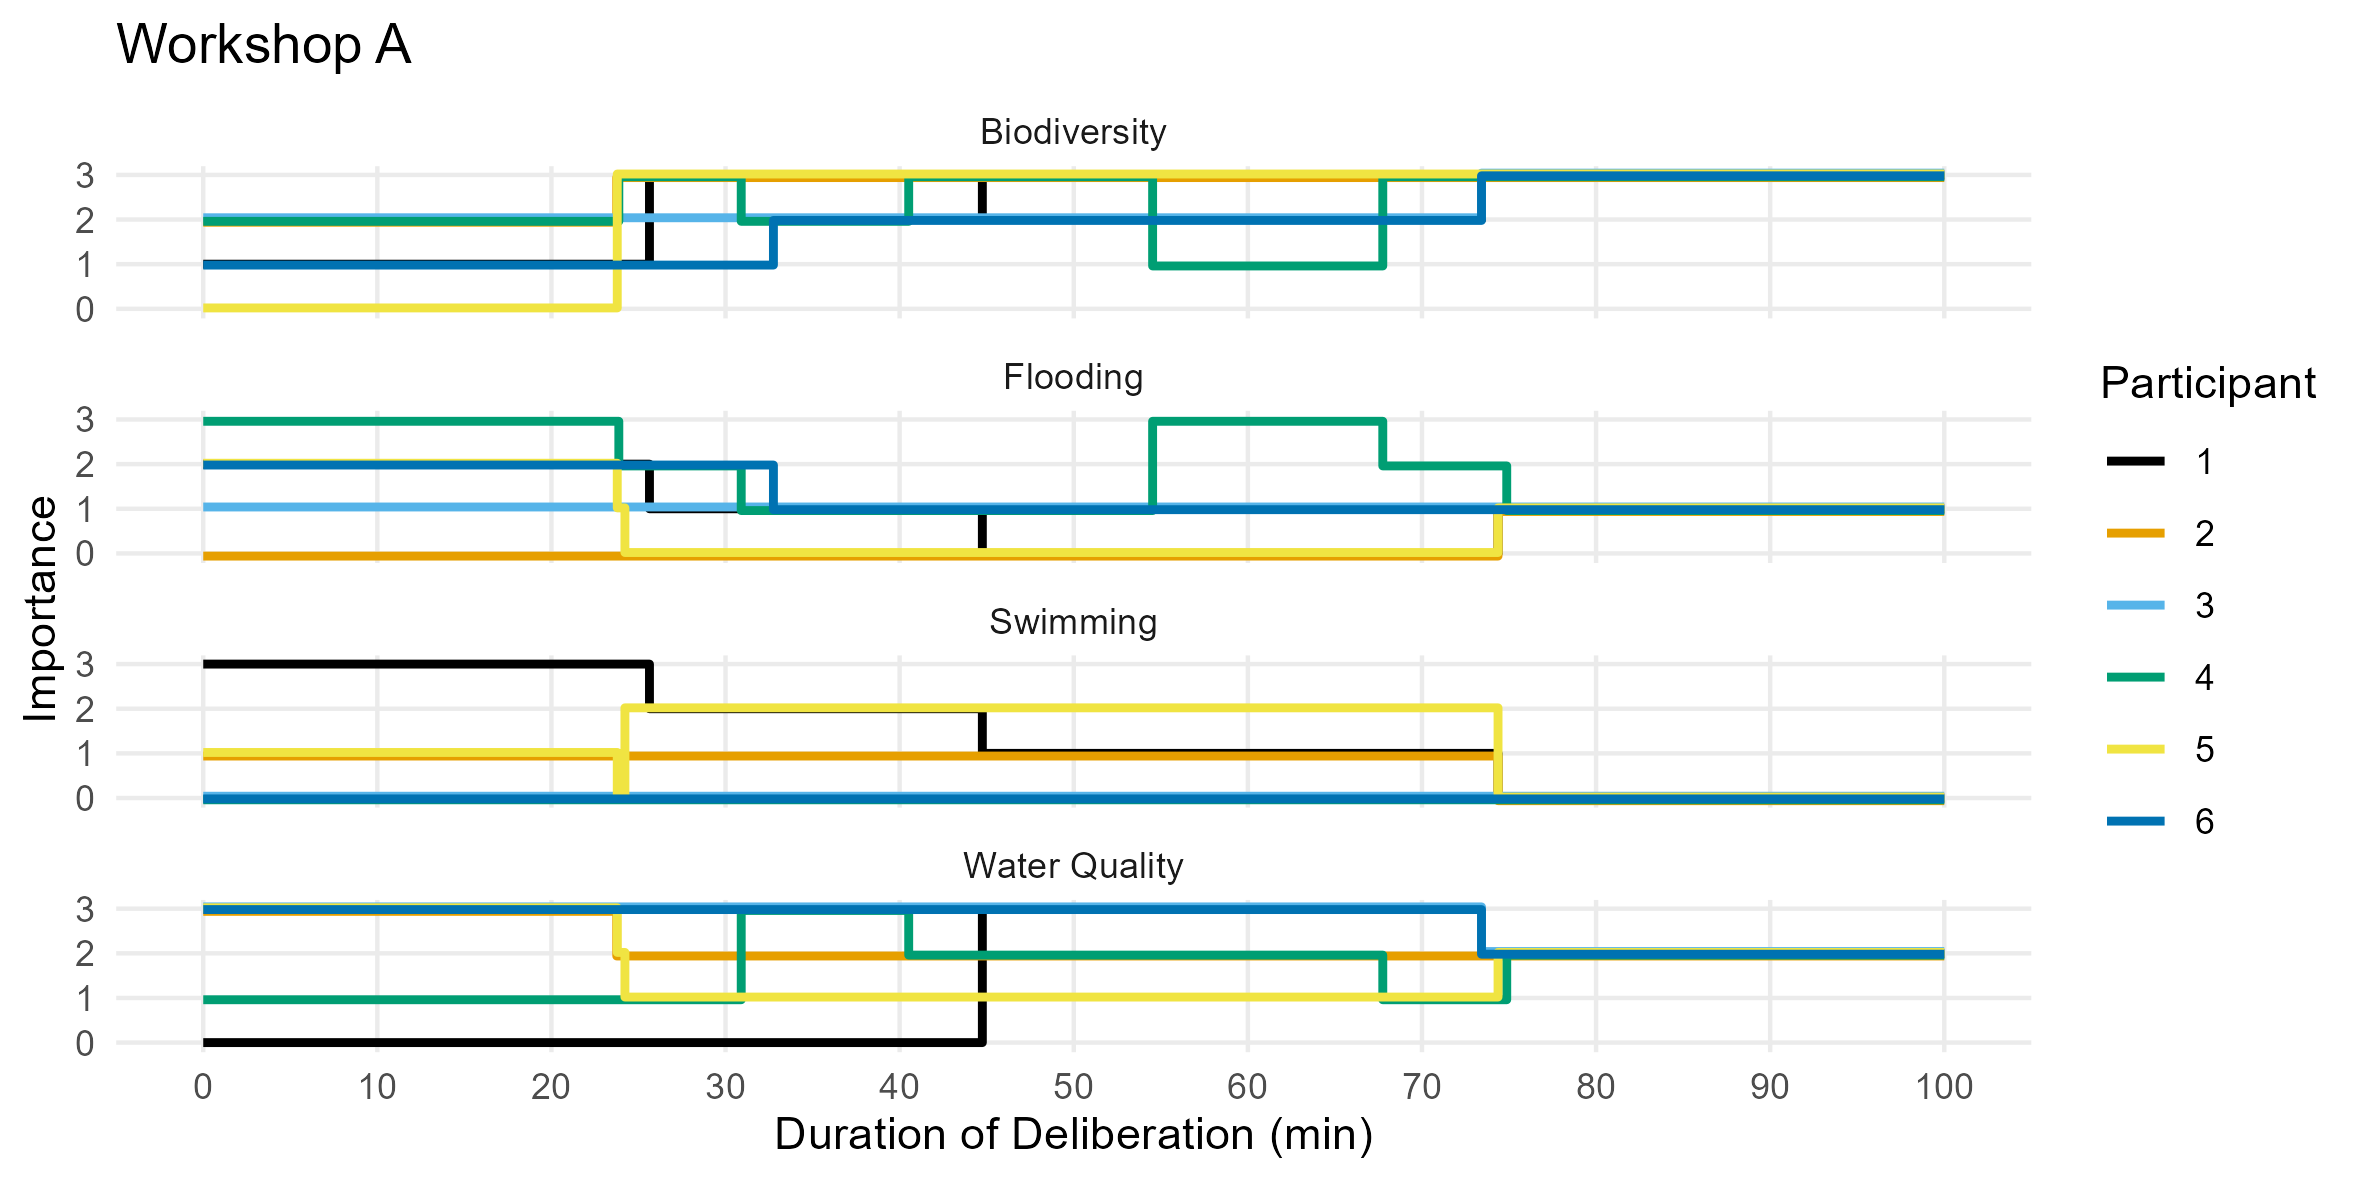 Workshop A
Biodiversity
3
2
1
0
Flooding
3
2
1
0
Swimming
3
2
1
0
Water Quality
3
2
1
0
0 10 20 30 40 50 60 70 80 90 100
Duration of Deliberation (min)
Importance
Participant
1
2
3
4
5
6